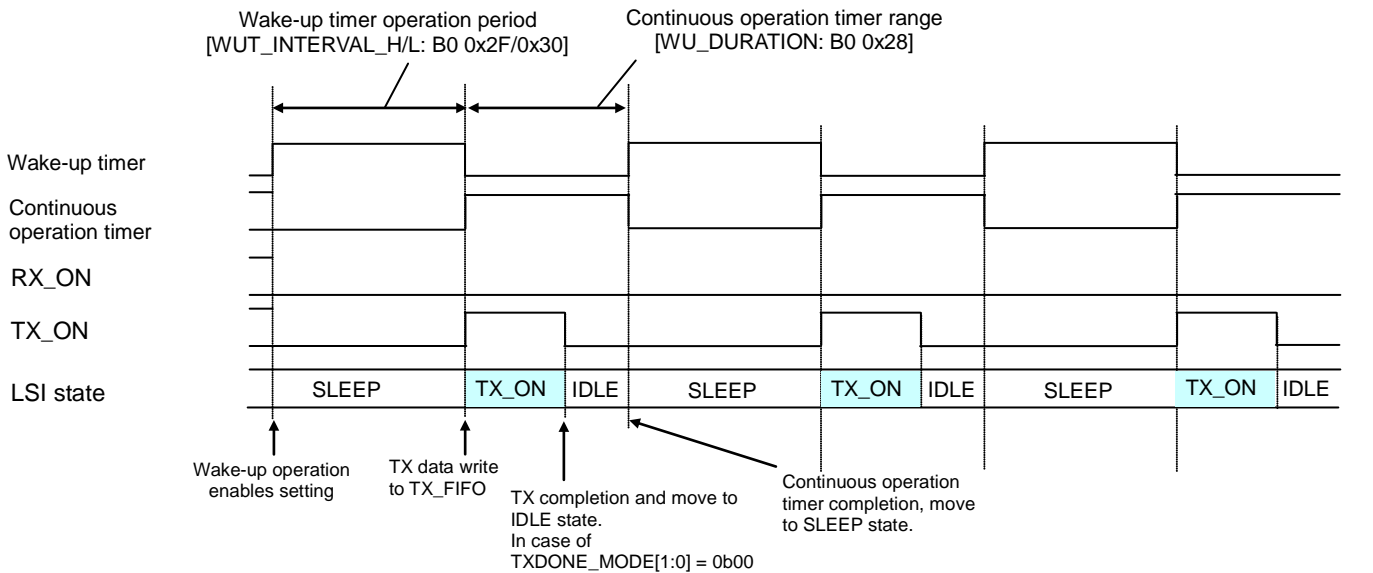 Wake-up timer operation period
[WUT_INTERVAL_H/L: B0 0x2F/0x30]
Continuous operation timer range
[WU_DURATION: B0 0x28]
Wake-up timer
Continuous
operation timer
RX_ON
TX_ON
LSI state
SLEEP
TX_ON
IDLE
SLEEP
TX_ON
IDLE
SLEEP
TX_ON
IDLE
Wake-up operation
enables setting
TX data write
to TX_FIFO
TX completion and move to
IDLE state.
In case of
TXDONE_MODE[1:0] = 0b00
Continuous operation
timer completion, move
to SLEEP state.